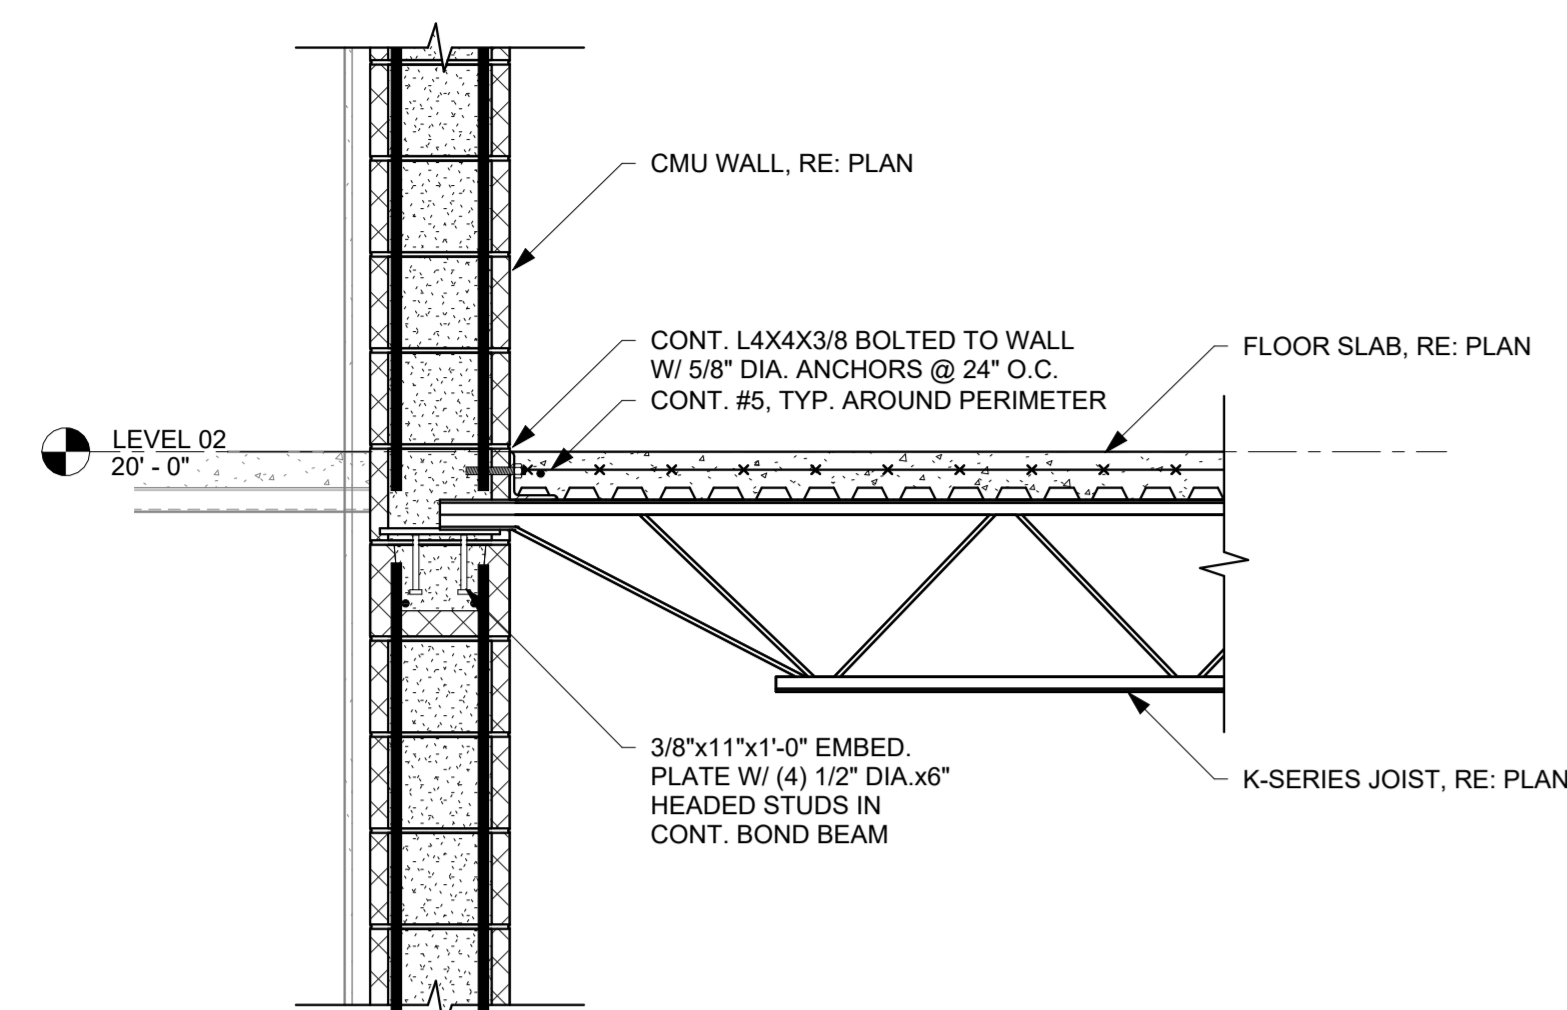 CMU WALL, RE: PLAN
CONT. L4X4X3/8 BOLTED TO WALL
W/ 5/8" DIA. ANCHORS @ 24" O.C.
CONT. #5, TYP. AROUND PERIMETER
FLOOR SLAB, RE: PLAN
LEVEL 02
20' - 0"
3/8"x11"x1'-0" EMBED.
PLATE W/ (4) 1/2" DIA.x6"
HEADED STUDS IN
CONT. BOND BEAM
K-SERIES JOIST, RE: PLAN